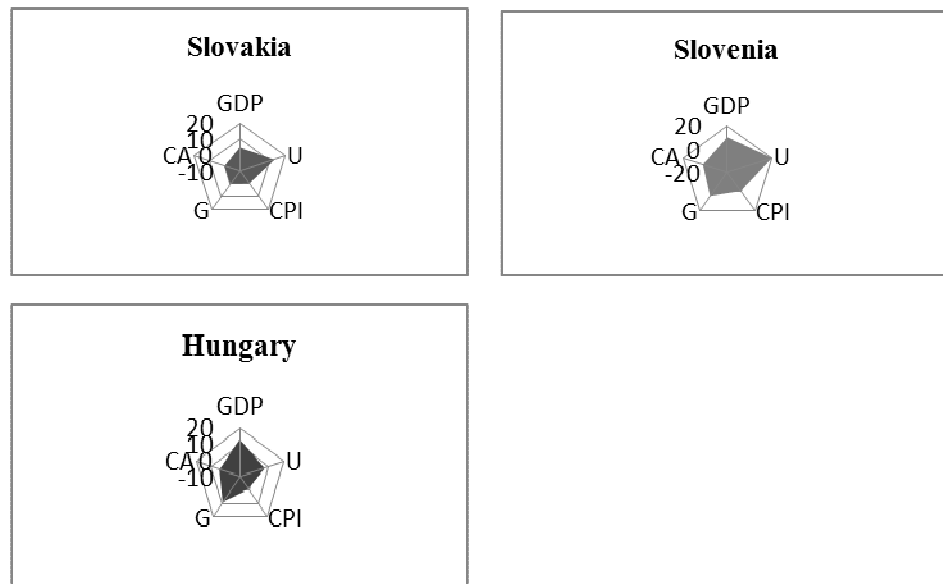 Slovakia
GDP
20
10
CA 0 U
-10
G CPI
Slovenia
GDP
20
0
CA U
-20
G CPI
Hungary
GDP
20
10
CA 0 U
-10
G CPI